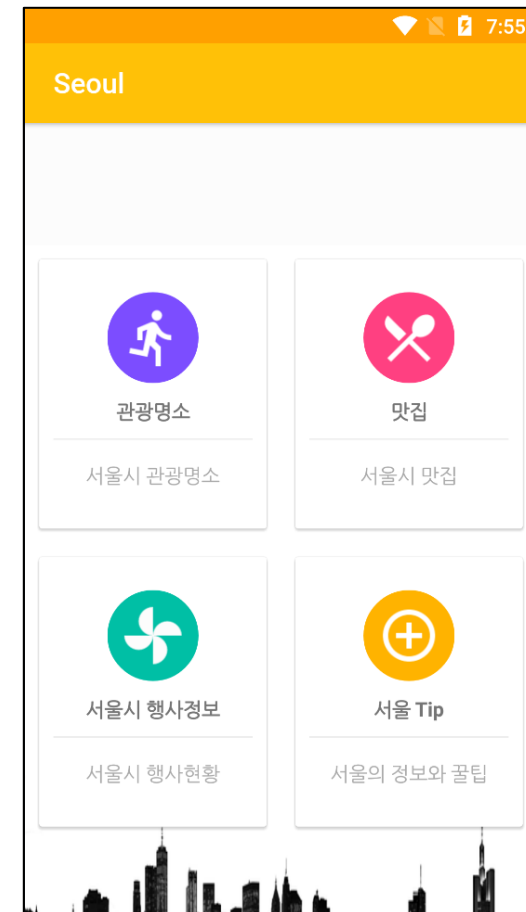 7:55
Seoul
관광명소
맛집
서울시 관광명소
서울시 맛집
서울시 행사정보
서울 Tip
서울시 행사현황
서울의 정보와 꿀팁